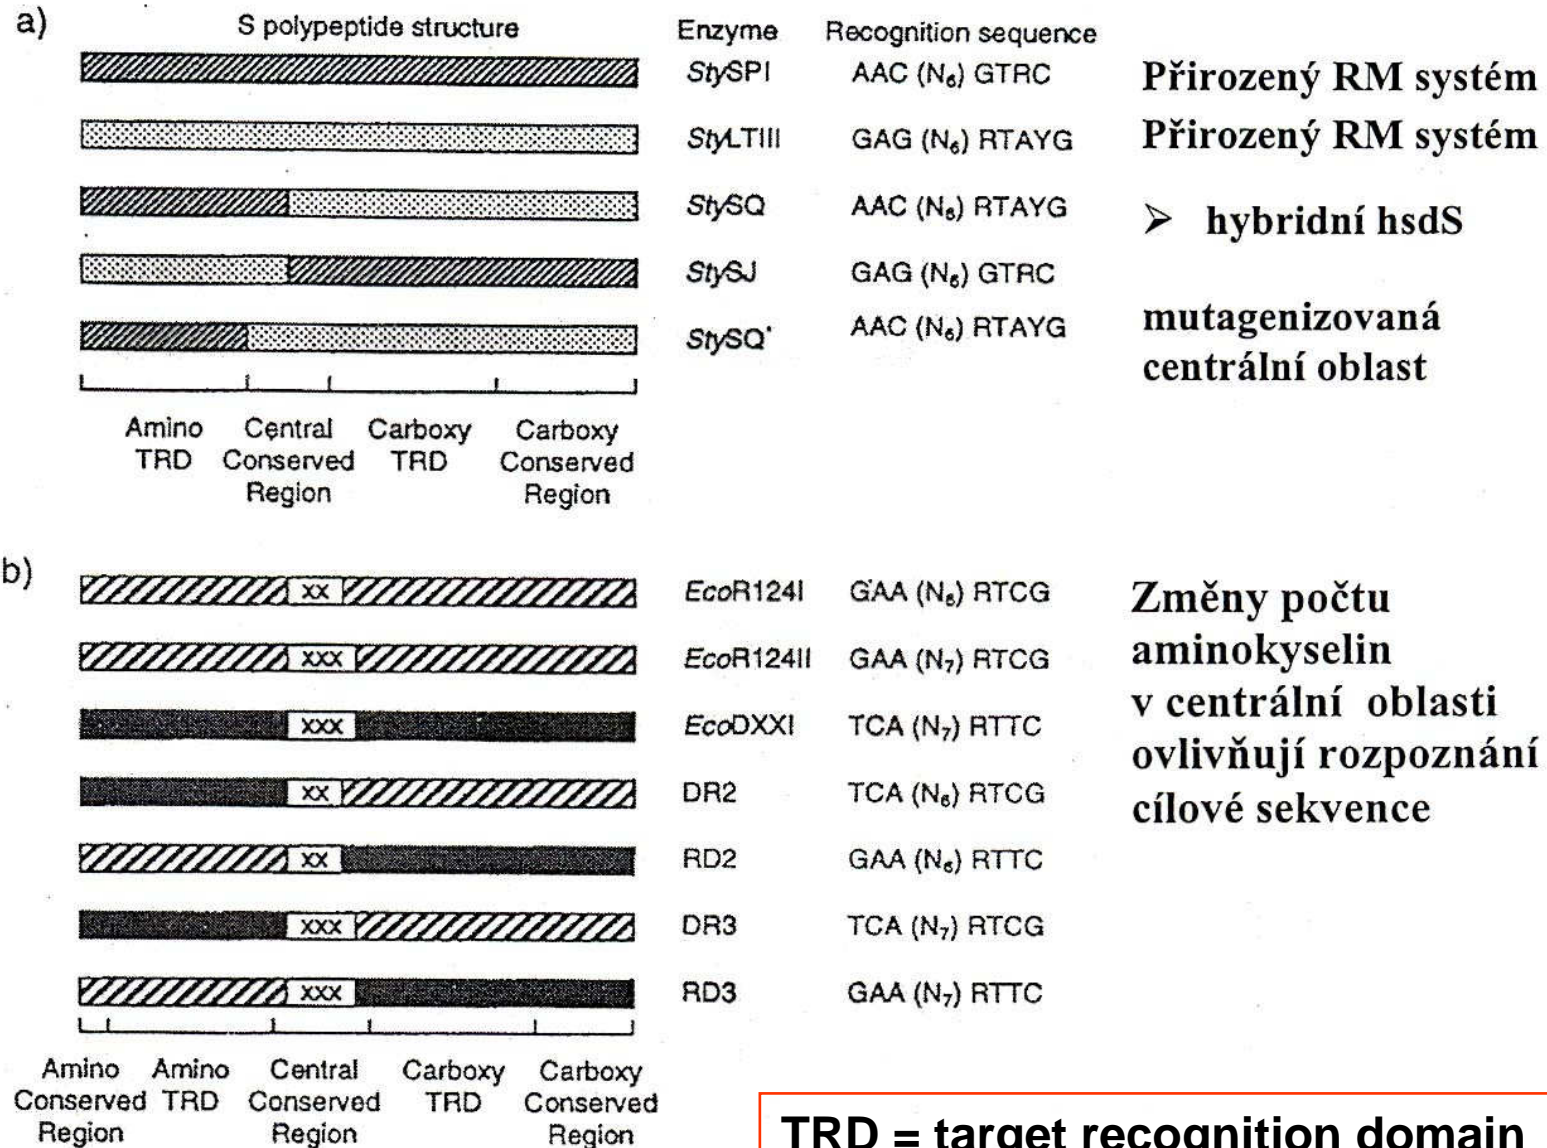 a)
S polypeptide structure Enzyme Recognition sequence
StySPI AAC (N₆) GTRC Přirozený RM systém
StyLTIII GAG (N₆) RTAYG Přirozený RM systém
StySQ AAC (N₆) RTAYG ➢ hybridní hsdS
StySJ GAG (N₆) GTRC
StySQ' AAC (N₆) RTAYG mutagenizovaná
centrální oblast
Amino Central Carboxy Carboxy
TRD Conserved TRD Conserved
Region Region
b)
xx EcoR124I GAA (N₆) RTCG Změny počtu
xxx EcoR124II GAA (N₇) RTCG aminokyselin
xxx EcoDXXI TCA (N₇) RTTC v centrální oblasti
ovlivňují rozpoznání
xx DR2 TCA (N₆) RTCG cílové sekvence
xx RD2 GAA (N₆) RTTC
xxx DR3 TCA (N₇) RTCG
xxx RD3 GAA (N₇) RTTC
Amino Amino Central Carboxy Carboxy
Conserved TRD Conserved TRD Conserved
Region Region Region
TRD = target recognition domain